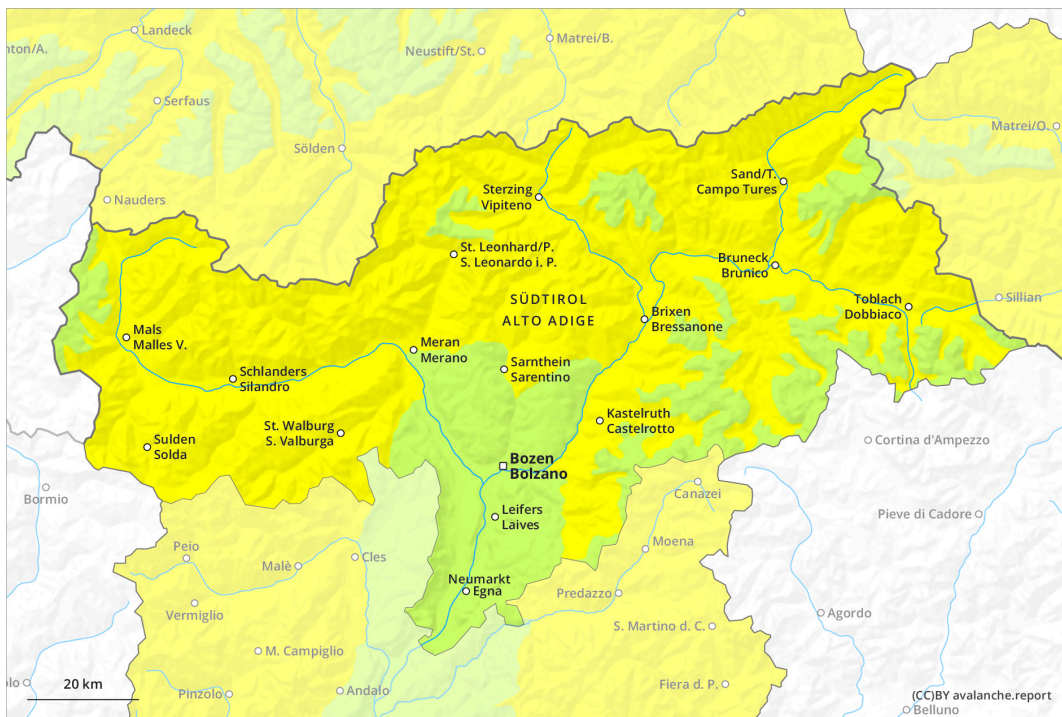 Landeck
Matrei/B.
nton/A.
Neustift/St.
Serfaus
Matrei/O.
Sölden
Sand/T.
Campo Tures
Sterzing
Vipiteno
Nauders
St. Leonhard/P.
S. Leonardo i. P.
Bruneck
Brunico
SÜDTIROL
ALTO ADIGE
Toblach
Dobbiaco
Sillian
Brixen
Bressanone
Mals
Malles V.
Meran
Merano
Sarnthein
Sarentino
Schlanders
Silandro
Kastelruth
Castelrotto
St. Walburg
S. Valburga
Sulden
Solda
Cortina d'Ampezzo
Bozen
Bolzano
Bormio
Canazei
Leifers
Laives
Pieve di Cadore
Moena
Peio
Cles
Malè
Neumarkt
Egna
Predazzo
Vermiglio
Agordo
S. Martino d. C.
M. Campiglio
20 km
Fiera d. P.
olo
Pinzolo
Andalo
(CC)BY avalanche.report
Belluno